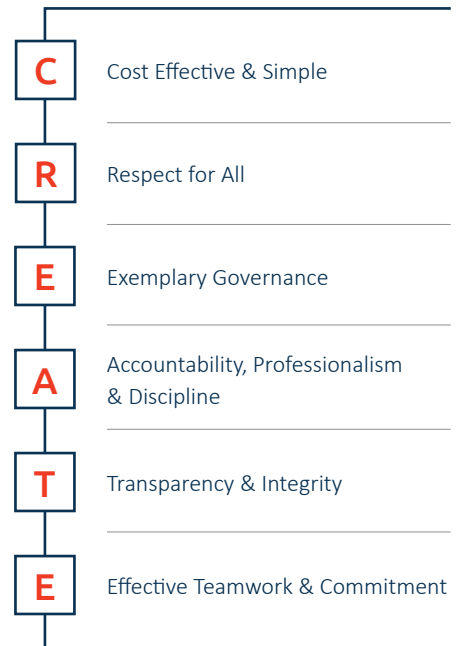 C
Cost Effective & Simple
R
Respect for All
E
Exemplary Governance
A
Accountability, Professionalism
& Discipline
T
Transparency & Integrity
E
Effective Teamwork & Commitment